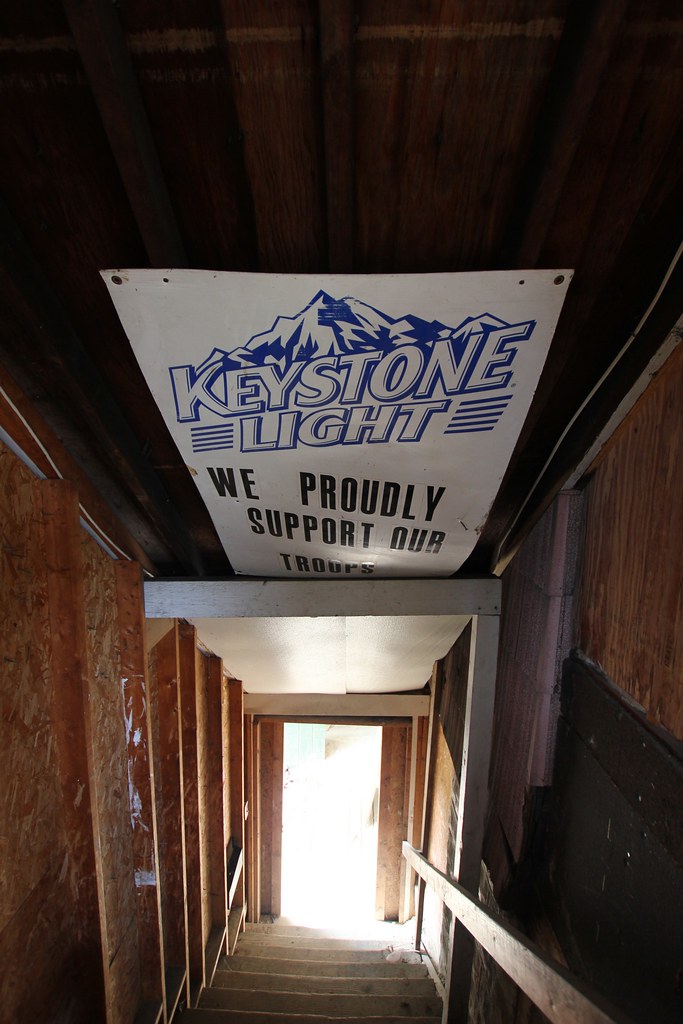 KEYSTONE
LIGHT
WE PROUDLY
SUPPORT OUR
TROOPS